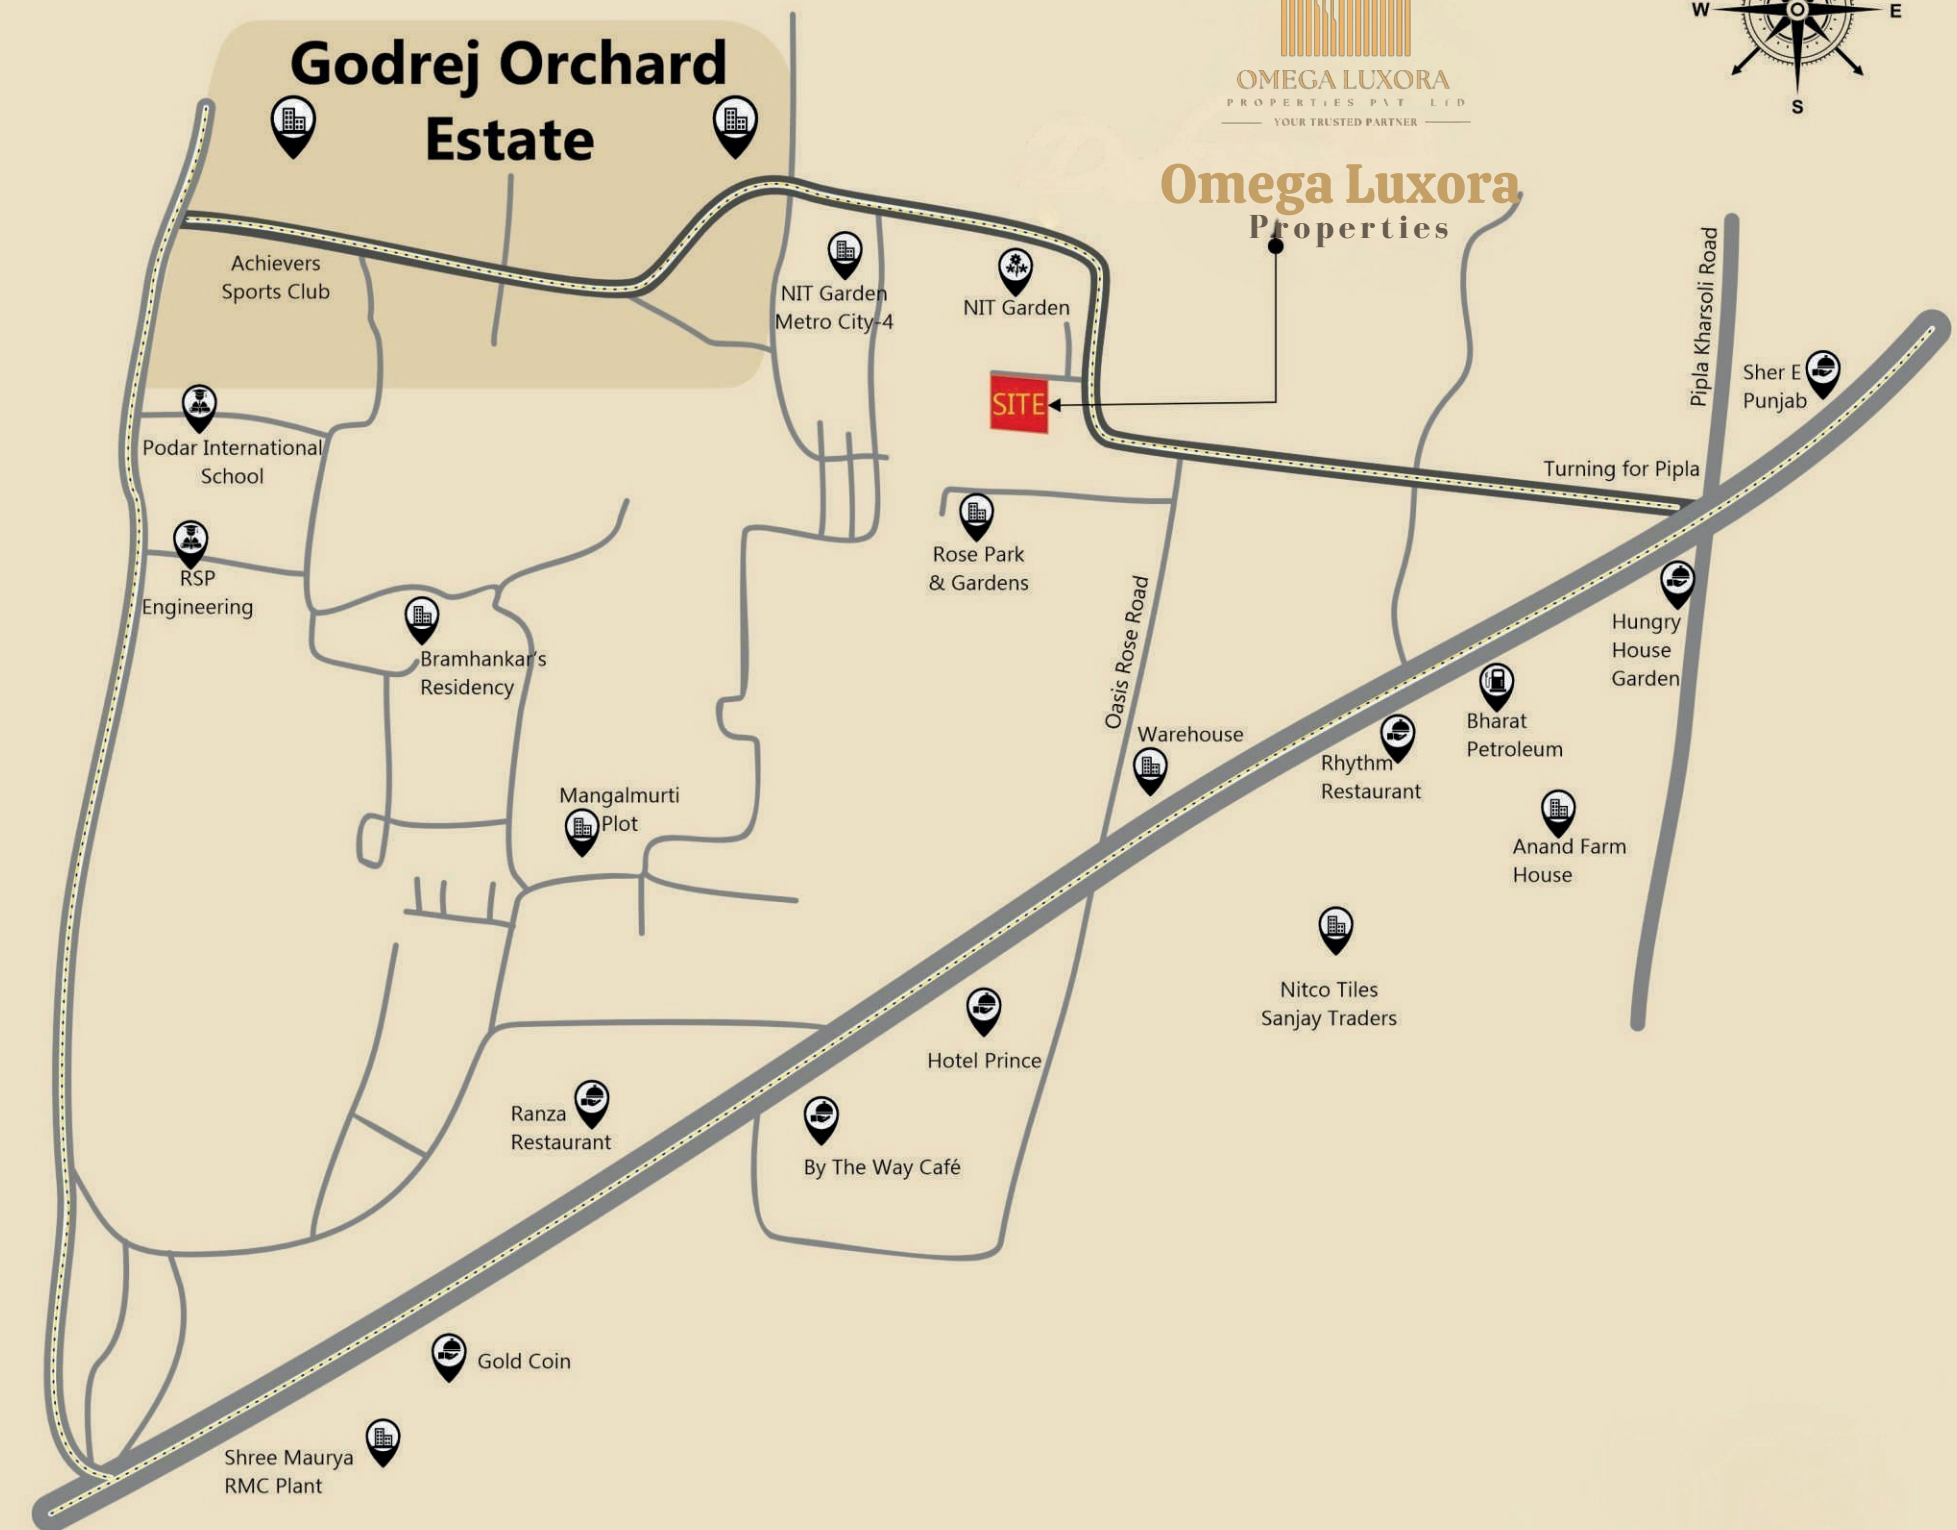 Godrej Orchard
Estate
OMEGA LUXORA
PROPERTIES PVT LTD
YOUR TRUSTED PARTNER
Omega Luxora
Properties
W
E
S
Achievers
Sports Club
NIT Garden
Metro City-4
NIT Garden
SITE
Pipla Kharsoli Road
Sher E
Punjab
Podar International
School
Turning for Pipla
RSP
Engineering
Rose Park
& Gardens
Oasis Rose Road
Hungry
House
Garden
Bramhankar's
Residency
Warehouse
Bharat
Petroleum
Rhythm
Restaurant
Mangalmurti
Plot
Anand Farm
House
Nitco Tiles
Sanjay Traders
Hotel Prince
Ranza
Restaurant
By The Way Café
Gold Coin
Shree Maurya
RMC Plant